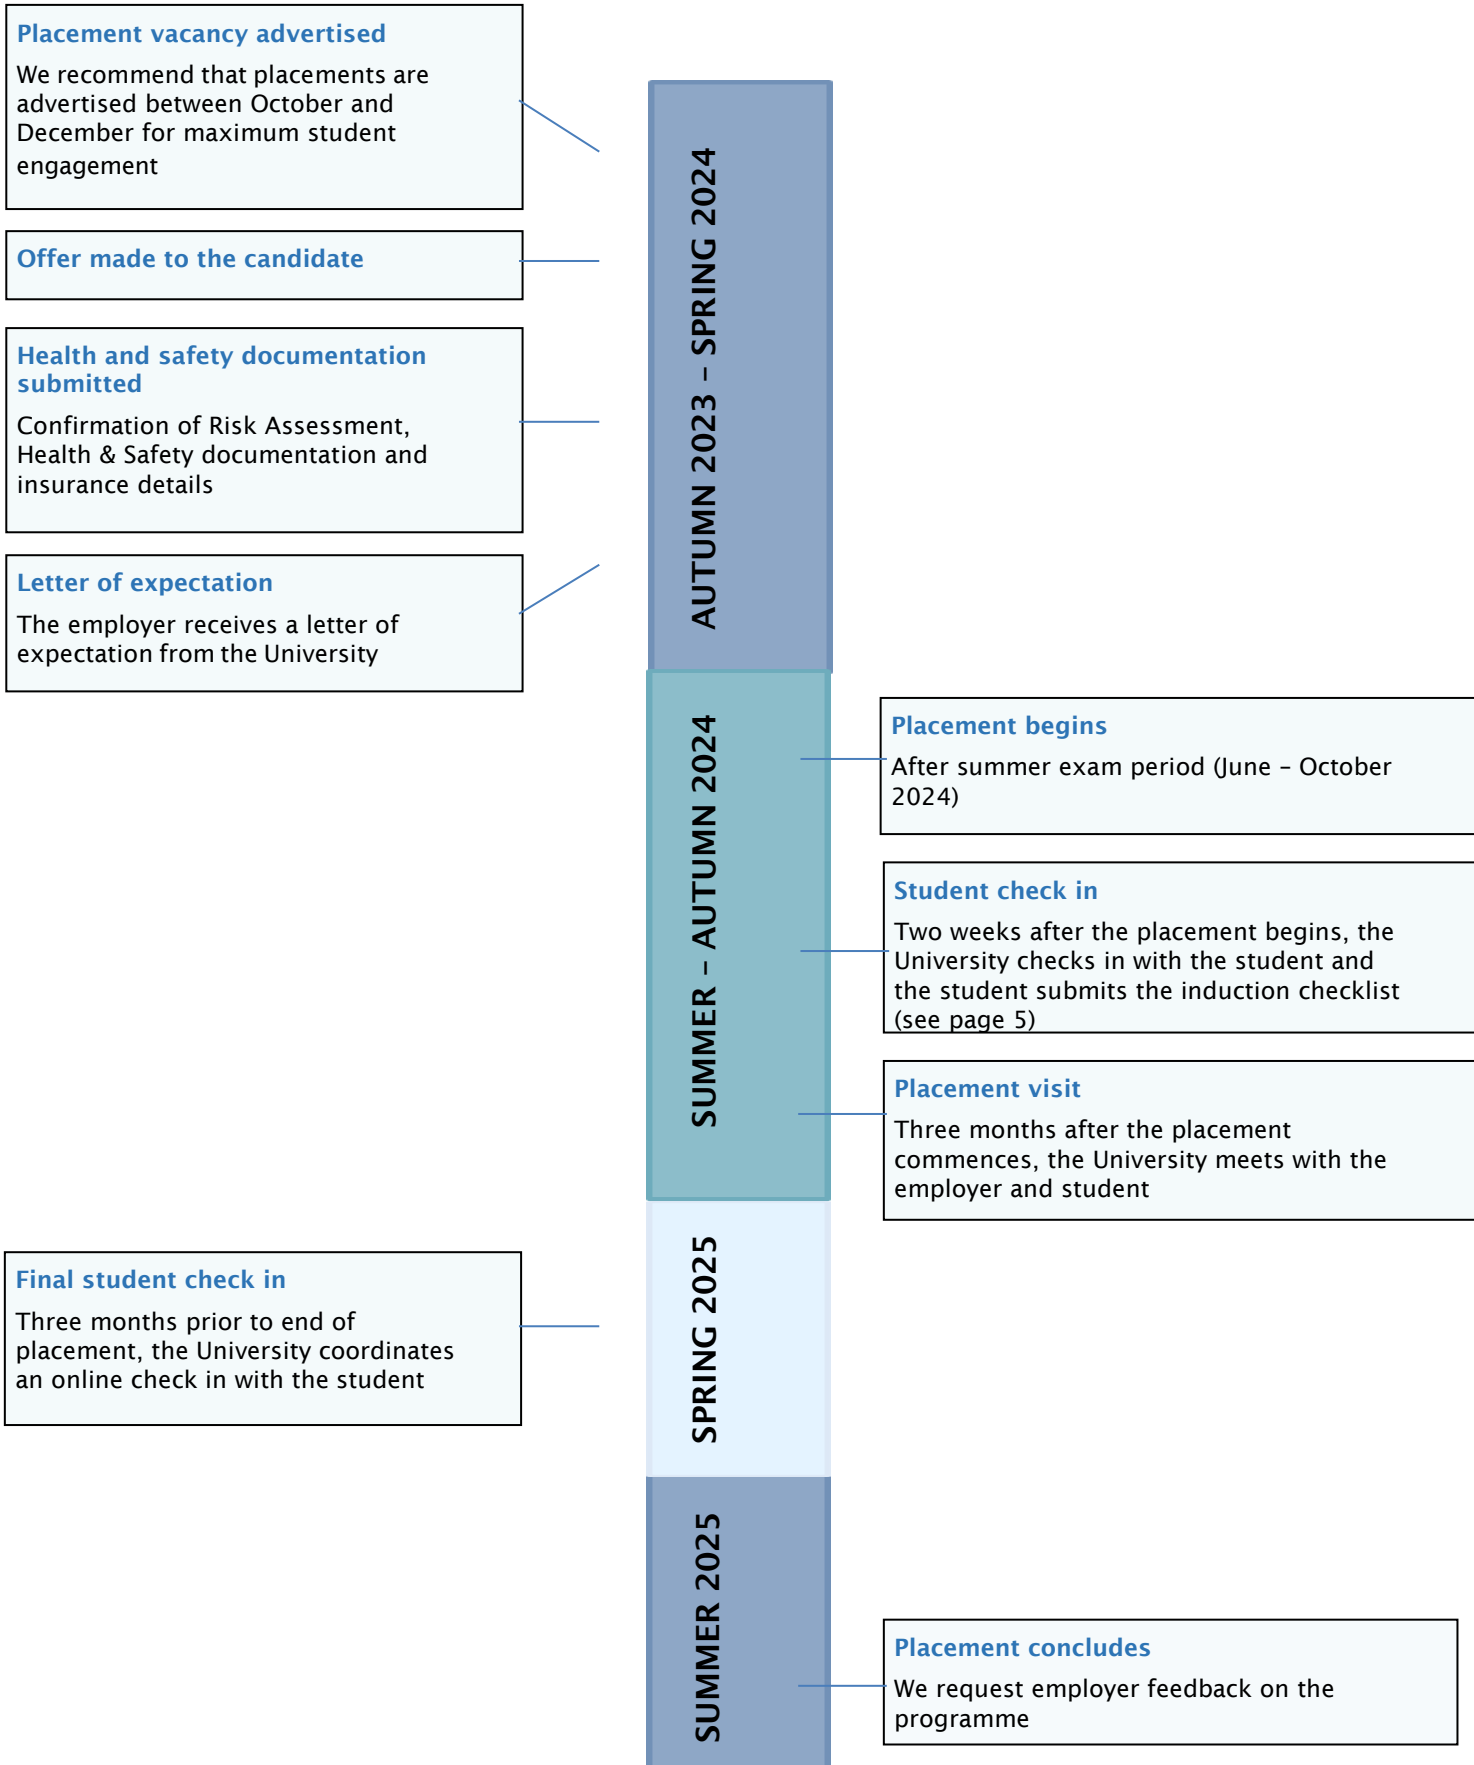 Placement vacancy advertised
We recommend that placements are
advertised between October and
December for maximum student
engagement
Offer made to the candidate
Health and safety documentation
submitted
Confirmation of Risk Assessment,
Health & Safety documentation and
insurance details
Letter of expectation
The employer receives a letter of
expectation from the University
AUTUMN 2023 – SPRING 2024
SUMMER – AUTUMN 2024
Placement begins
After summer exam period (June – October
2024)
Student check in
Two weeks after the placement begins, the
University checks in with the student and
the student submits the induction checklist
(see page 5)
Placement visit
Three months after the placement
commences, the University meets with the
employer and student
Final student check in
Three months prior to end of
placement, the University coordinates
an online check in with the student
SPRING 2025
SUMMER 2025
Placement concludes
We request employer feedback on the
programme